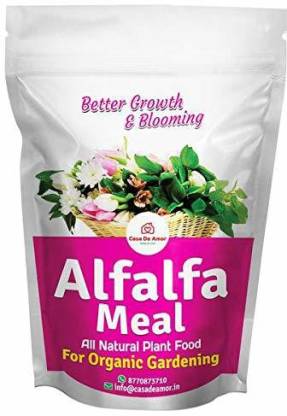 Better Growth
& Blooming
Casa De Amor
Alfalfa
Meal
All Natural Plant Food
For Organic Gardening
8770873710
info@casadeamor.in